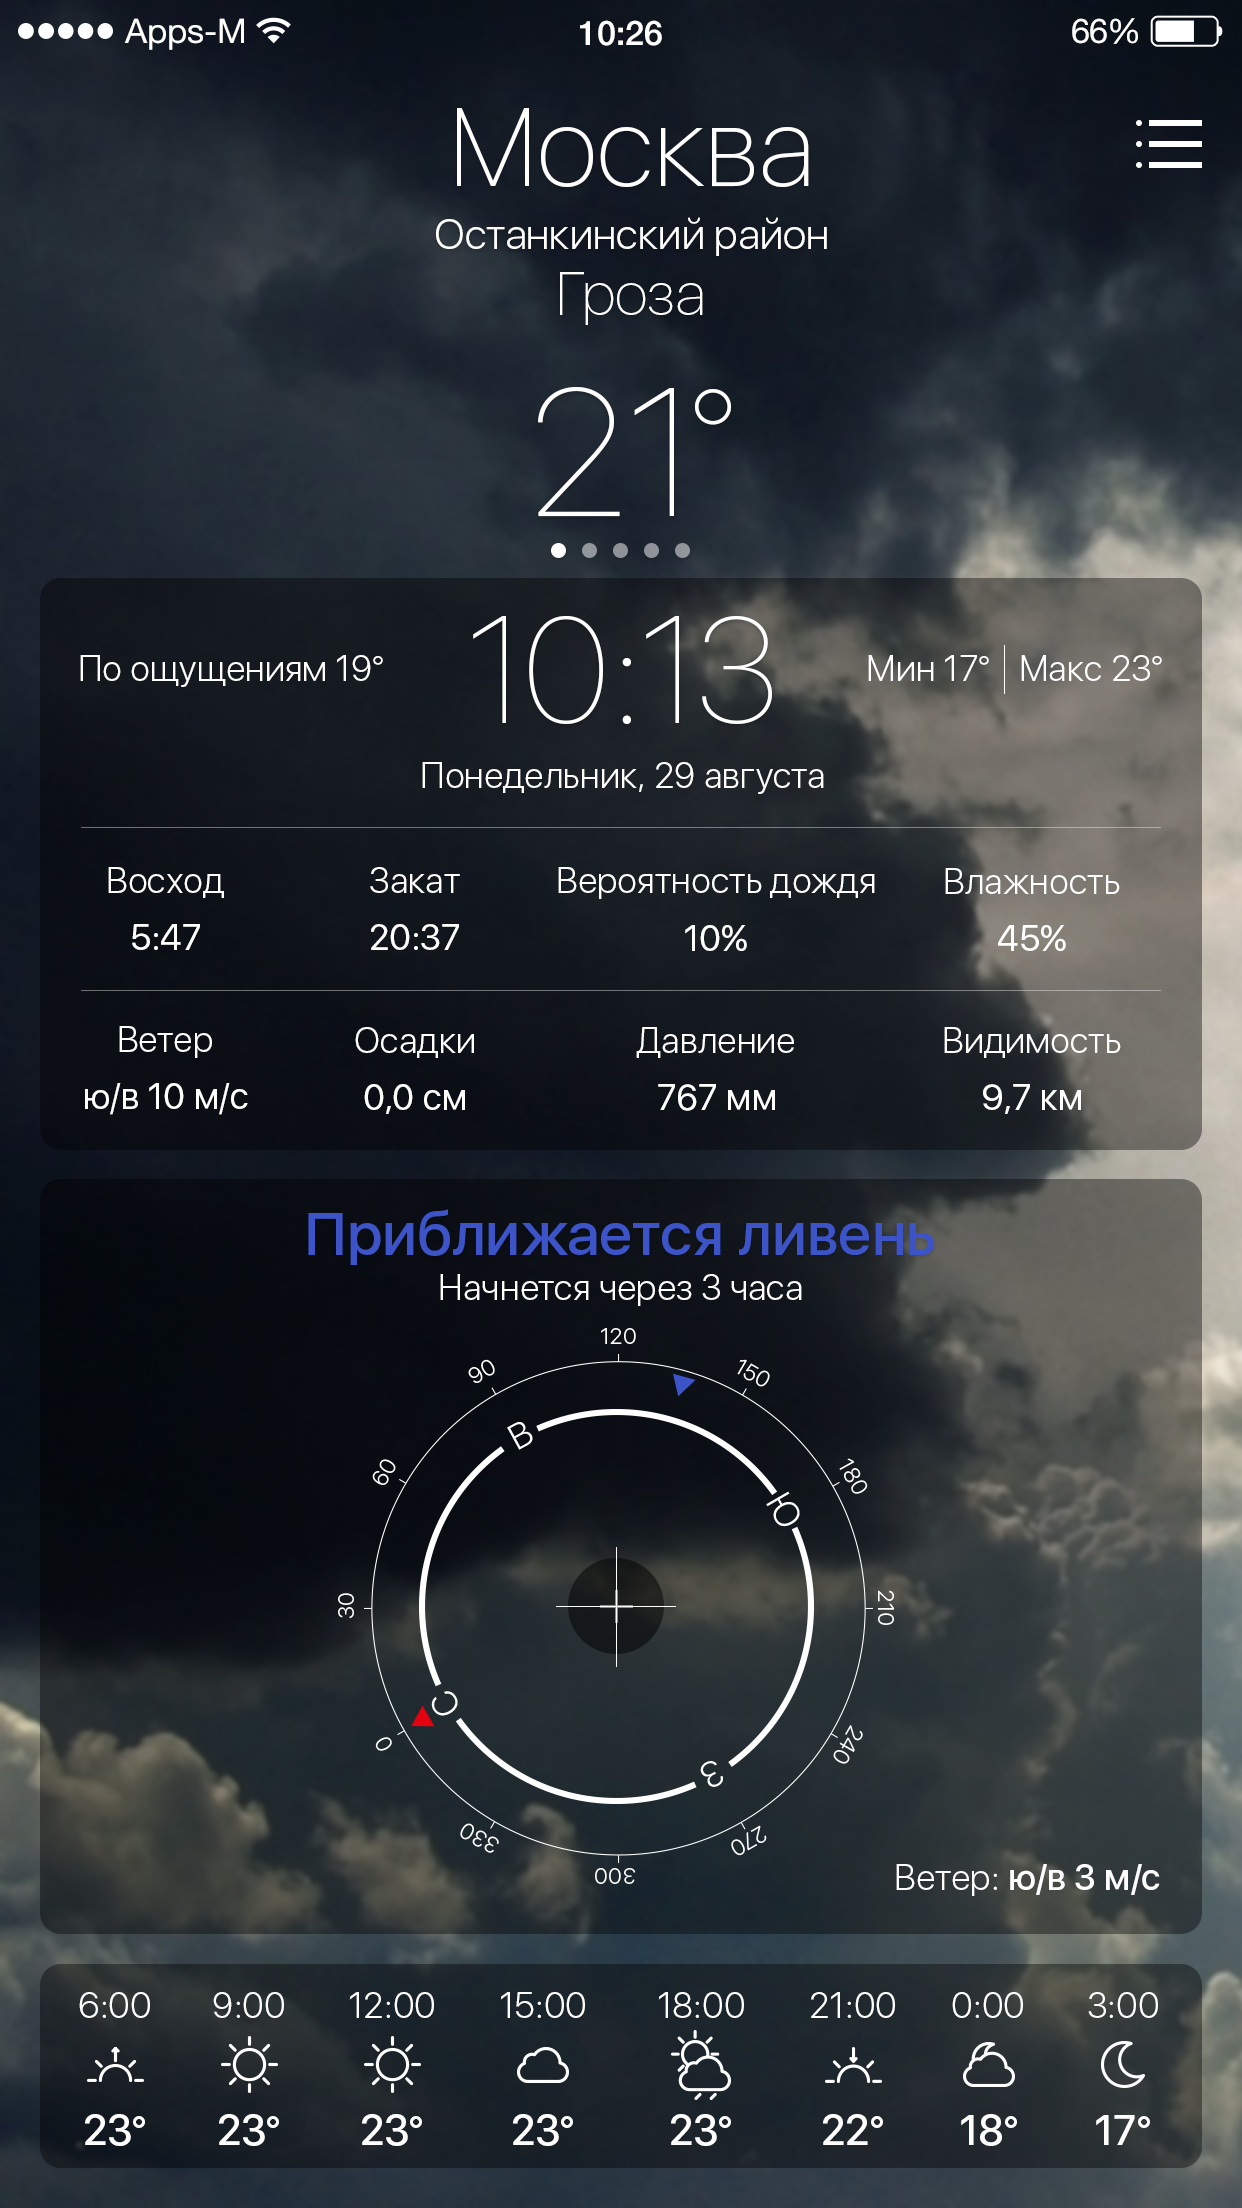 Apps-M 10:26 66%
Москва
Останкинский район
Гроза
21°
По ощущениям 19° 10:13 Мин 17° Макс 23°
Понедельник, 29 августа
Восход Закат Вероятность дождя Влажность
5:47 20:37 10% 45%
Ветер Осадки Давление Видимость
ю/в 10 м/с 0,0 см 767 мм 9,7 км
Приближается ливень
Начнется через 3 часа
120
90 150
В
60 180
Ю
30 210
С
0 240
З
330 270
300
Ветер: ю/в 3 м/с
6:00 9:00 12:00 15:00 18:00 21:00 0:00 3:00
23° 23° 23° 23° 23° 22° 18° 17°